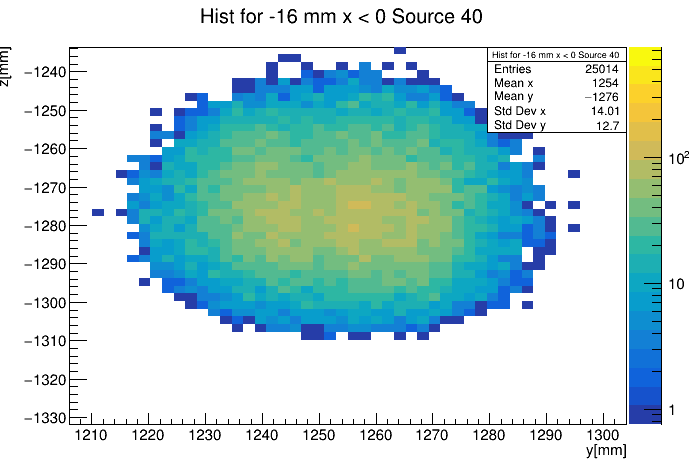 Hist for -16 mm x < 0 Source 40
z[mm]
Hist for -16 mm x < 0 Source 40
Entries 25014
Mean x 1254
Mean y −1276
Std Dev x 14.01
Std Dev y 12.7
−1240
−1250
−1260
−1270
−1280
−1290
−1300
−1310
−1320
−1330
1210 1220 1230 1240 1250 1260 1270 1280 1290 1300
y[mm]
10²
10
1